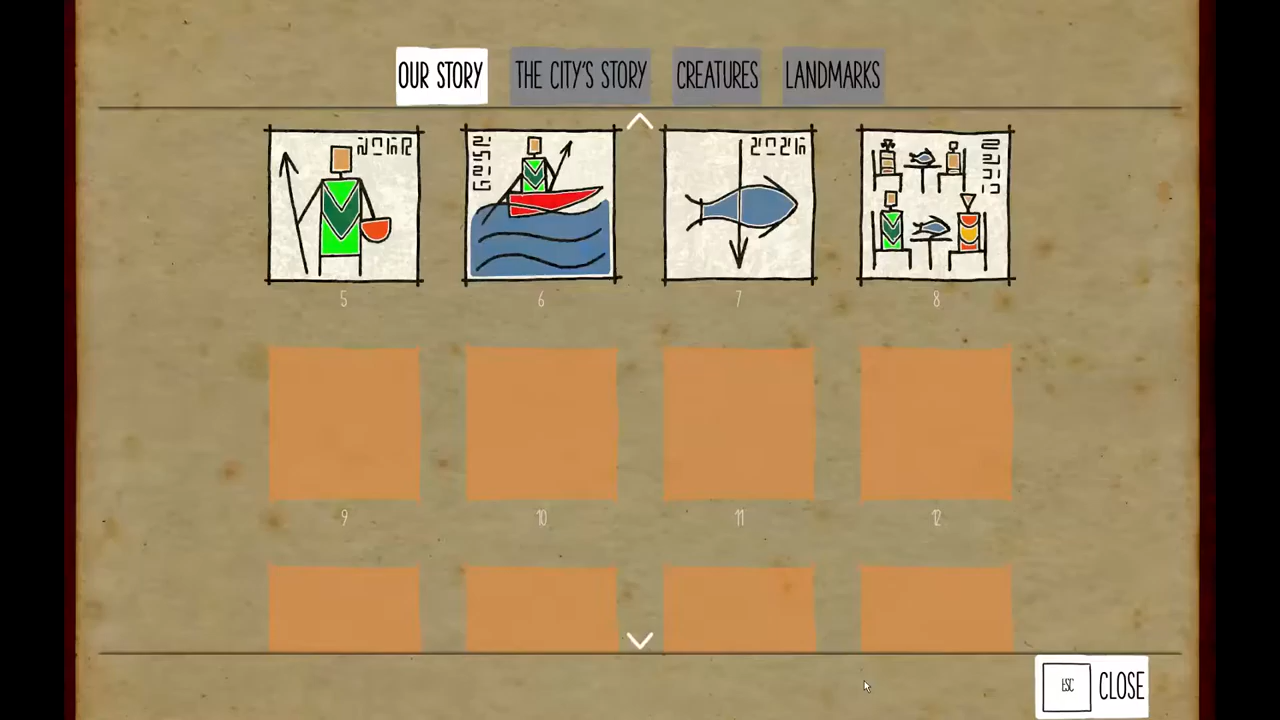 OUR STORY
THE CITY'S STORY
CREATURES
LANDMARKS
5
6
7
8
9
10
11
12
ESC
CLOSE